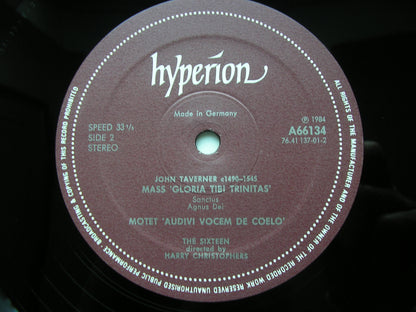 hyperion
Made in Germany
SPEED 33⅓
SIDE 2
STEREO
℗ 1984
A66134
76.41 137-01-2
JOHN TAVERNER c1490–1545
MASS 'GLORIA TIBI TRINITAS'
Sanctus
Agnus Dei
MOTET 'AUDIVI VOCEM DE COELO'
THE SIXTEEN
directed by
HARRY CHRISTOPHERS
ALL RIGHTS OF THE MANUFACTURER AND OF THE OWNER OF THE RECORDED WORK RESERVED
UNAUTHORISED PUBLIC PERFORMANCE, BROADCASTING & COPYING OF THIS RECORD PROHIBITED